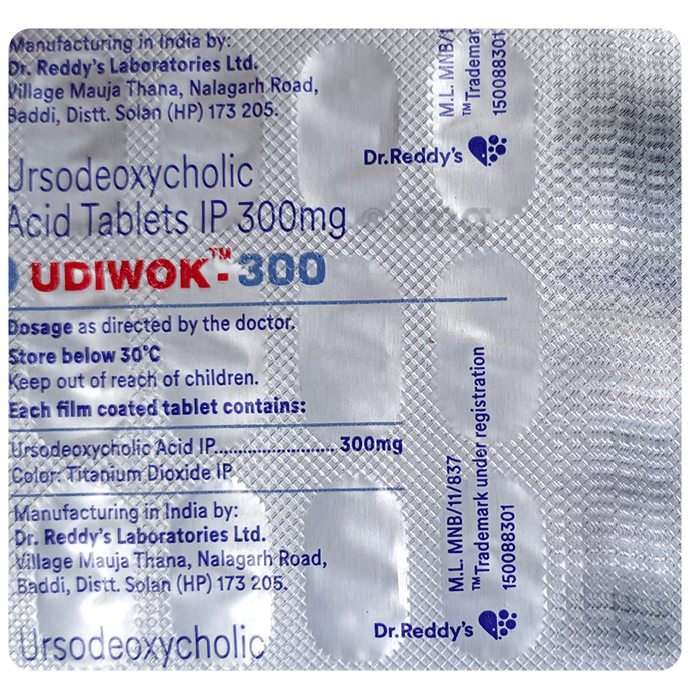 Manufacturing in India by:
Dr. Reddy's Laboratories Ltd.
Village Mauja Thana, Nalagarh Road,
Baddi, Distt. Solan (HP) 173 205.
Dr.Reddy's
M.L. MNB/1
™Trademar
150088301
Ursodeoxycholic
Acid Tablets IP 300mg
UDIWOK™-300
Dosage as directed by the doctor.
Store below 30°C
Keep out of reach of children.
Each film coated tablet contains:
Ursodeoxycholic Acid IP........................ 300mg
Color: Titanium Dioxide IP
Manufacturing in India by:
Dr. Reddy's Laboratories Ltd.
Village Mauja Thana, Nalagarh Road,
Baddi, Distt. Solan (HP) 173 205.
M.L. MNB/11/837
™Trademark under registration
150088301
Dr.Reddy's
Ursodeoxycholic